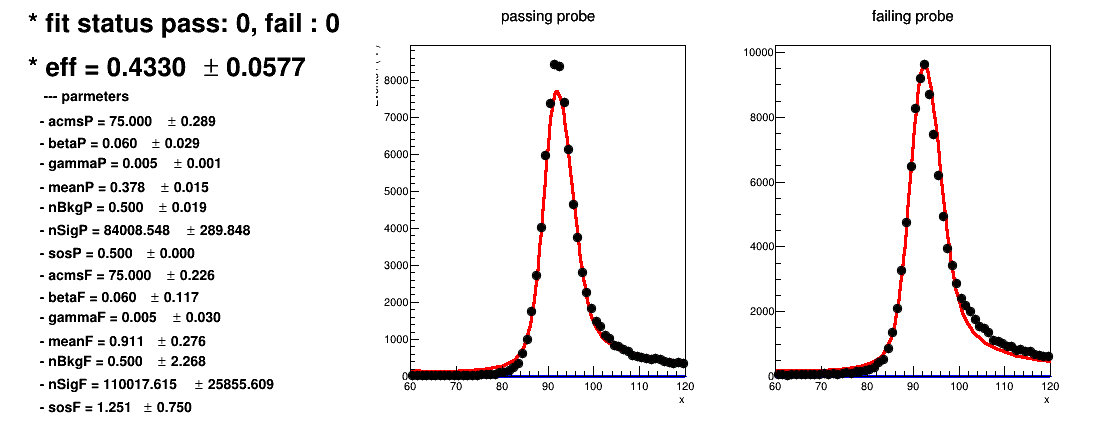 * fit status pass: 0, fail : 0
* eff = 0.4330 ± 0.0577
--- parmeters
- acmsP = 75.000 ± 0.289
- betaP = 0.060 ± 0.029
- gammaP = 0.005 ± 0.001
- meanP = 0.378 ± 0.015
- nBkgP = 0.500 ± 0.019
- nSigP = 84008.548 ± 289.848
- sosP = 0.500 ± 0.000
- acmsF = 75.000 ± 0.226
- betaF = 0.060 ± 0.117
- gammaF = 0.005 ± 0.030
- meanF = 0.911 ± 0.276
- nBkgF = 0.500 ± 2.268
- nSigF = 110017.615 ± 25855.609
- sosF = 1.251 ± 0.750
passing probe
8000
7000
6000
5000
4000
3000
2000
1000
0
60 70 80 90 100 110 120
x
failing probe
10000
8000
6000
4000
2000
0
60 70 80 90 100 110 120
x